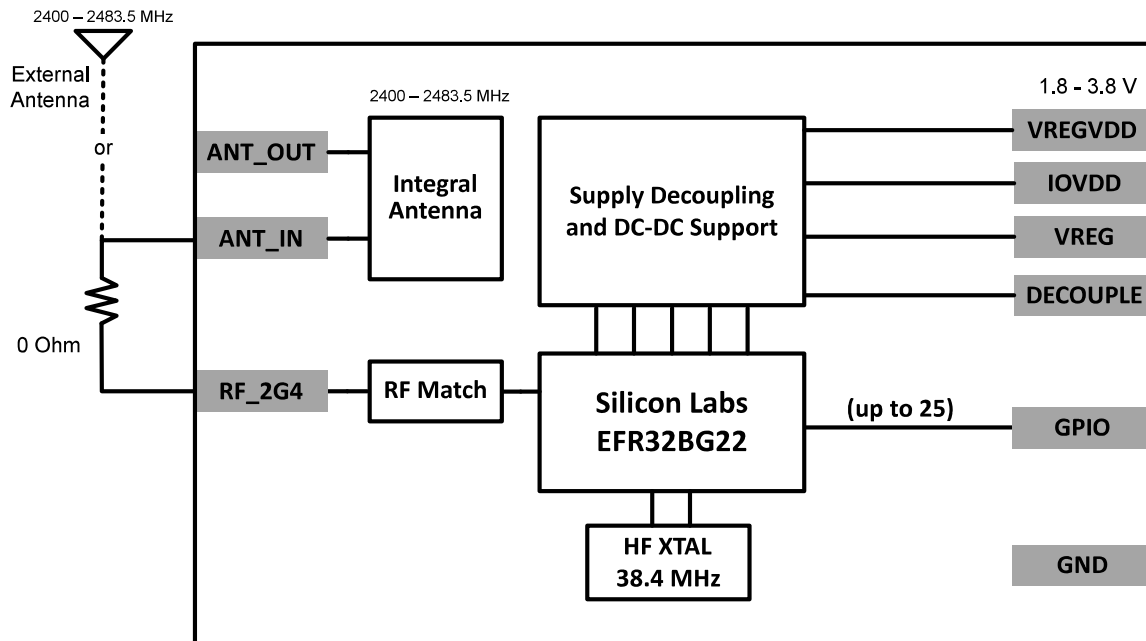 2400 – 2483.5 MHz
External
Antenna
or
0 Ohm
ANT_OUT
ANT_IN
RF_2G4
2400 – 2483.5 MHz
Integral
Antenna
RF Match
Supply Decoupling
and DC-DC Support
Silicon Labs
EFR32BG22
HF XTAL
38.4 MHz
1.8 - 3.8 V
VREGVDD
IOVDD
VREG
DECOUPLE
(up to 25)
GPIO
GND